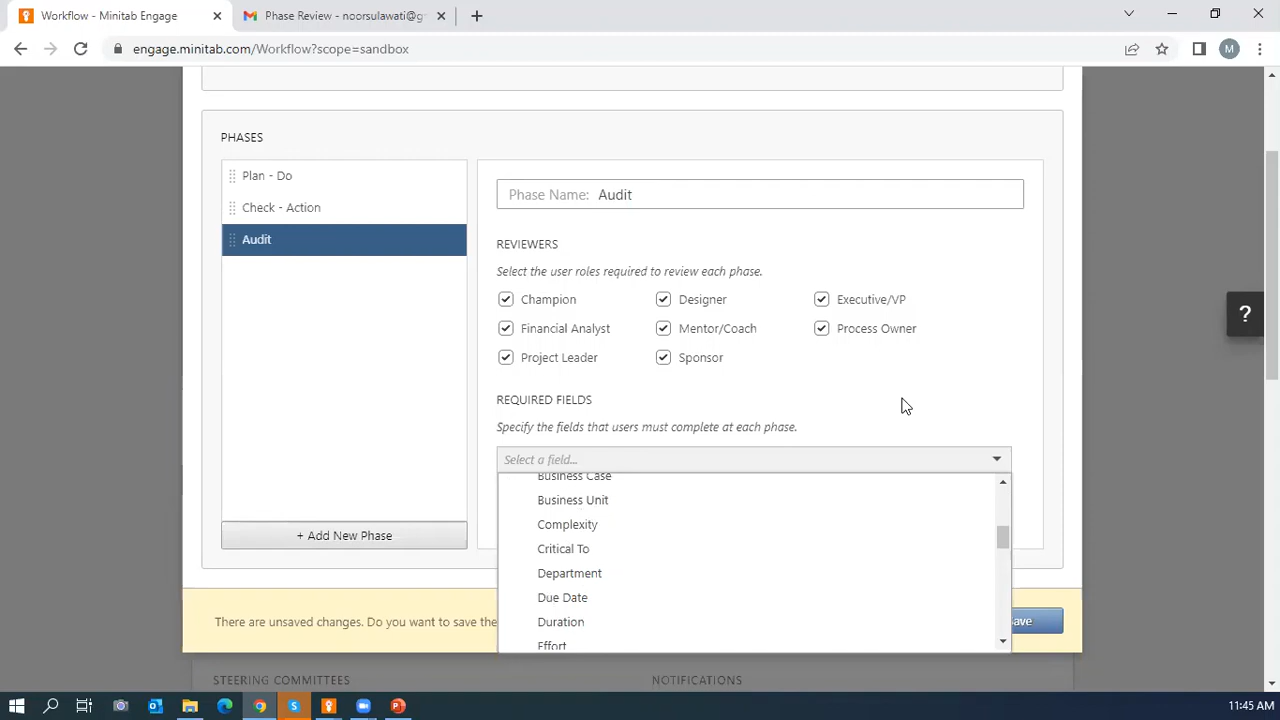 Workflow - Minitab Engage
Phase Review - noorsulawati@g
engage.minitab.com/Workflow?scope=sandbox
M
PHASES
Plan - Do
Check - Action
Audit
+ Add New Phase
Phase Name: Audit
REVIEWERS
Select the user roles required to review each phase.
Champion Designer Executive/VP
Financial Analyst Mentor/Coach Process Owner
Project Leader Sponsor
REQUIRED FIELDS
Specify the fields that users must complete at each phase.
Select a field...
Business Case
Business Unit
Complexity
Critical To
Department
Due Date
Duration
Effort
There are unsaved changes. Do you want to save the
Save
?
STEERING COMMITTEES NOTIFICATIONS
11:45 AM